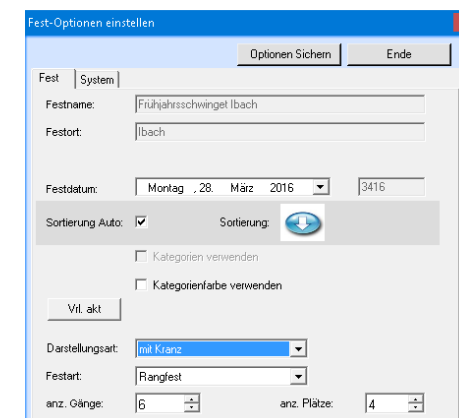 Fest-Optionen einstellen
Optionen Sichern Ende
Fest System
Festname: Frühjahrsschwinget Ibach
Festort: Ibach
Festdatum: Montag , 28. März 2016 3416
Sortierung Auto: Sortierung:
Kategorien verwenden
Kategorienfarbe verwenden
Vrl. akt
Darstellungsart: mit Kranz
Festart: Rangfest
anz. Gänge: 6 anz. Plätze: 4